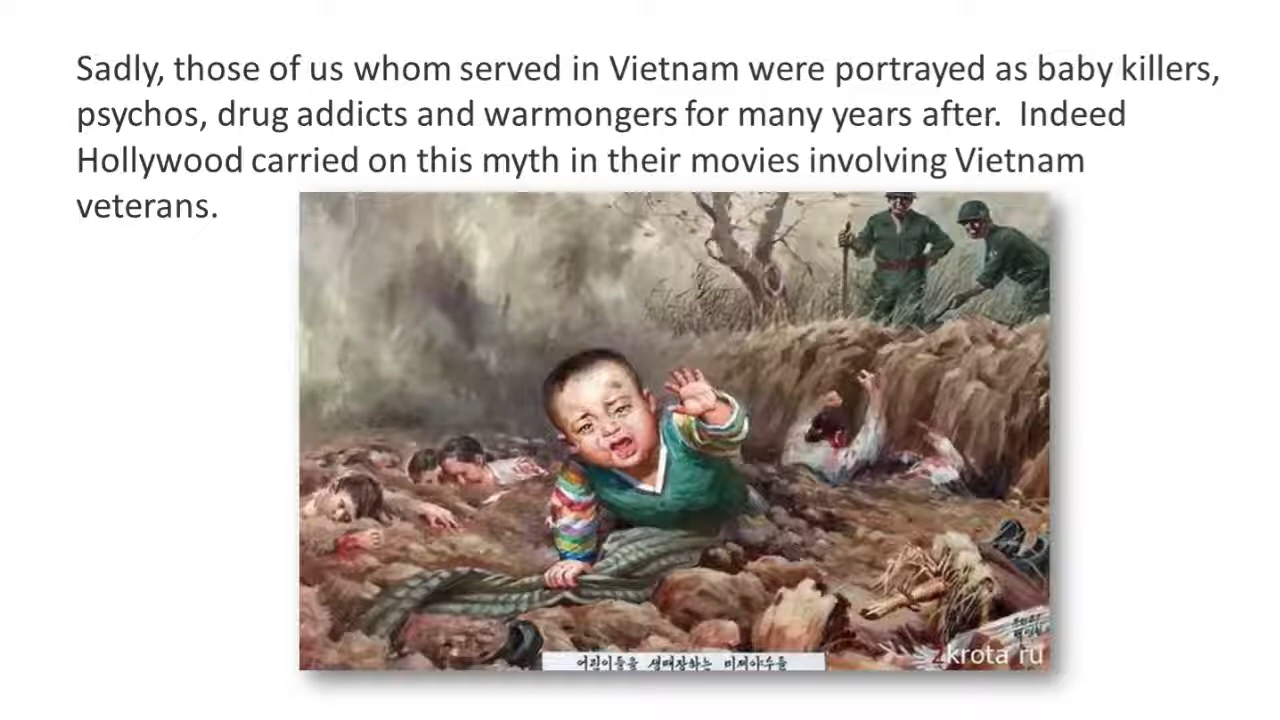 Sadly, those of us whom served in Vietnam were portrayed as baby killers,
psychos, drug addicts and warmongers for many years after.  Indeed
Hollywood carried on this myth in their movies involving Vietnam
veterans.
어린이들을 생매장하는 미제야수들
krota ru